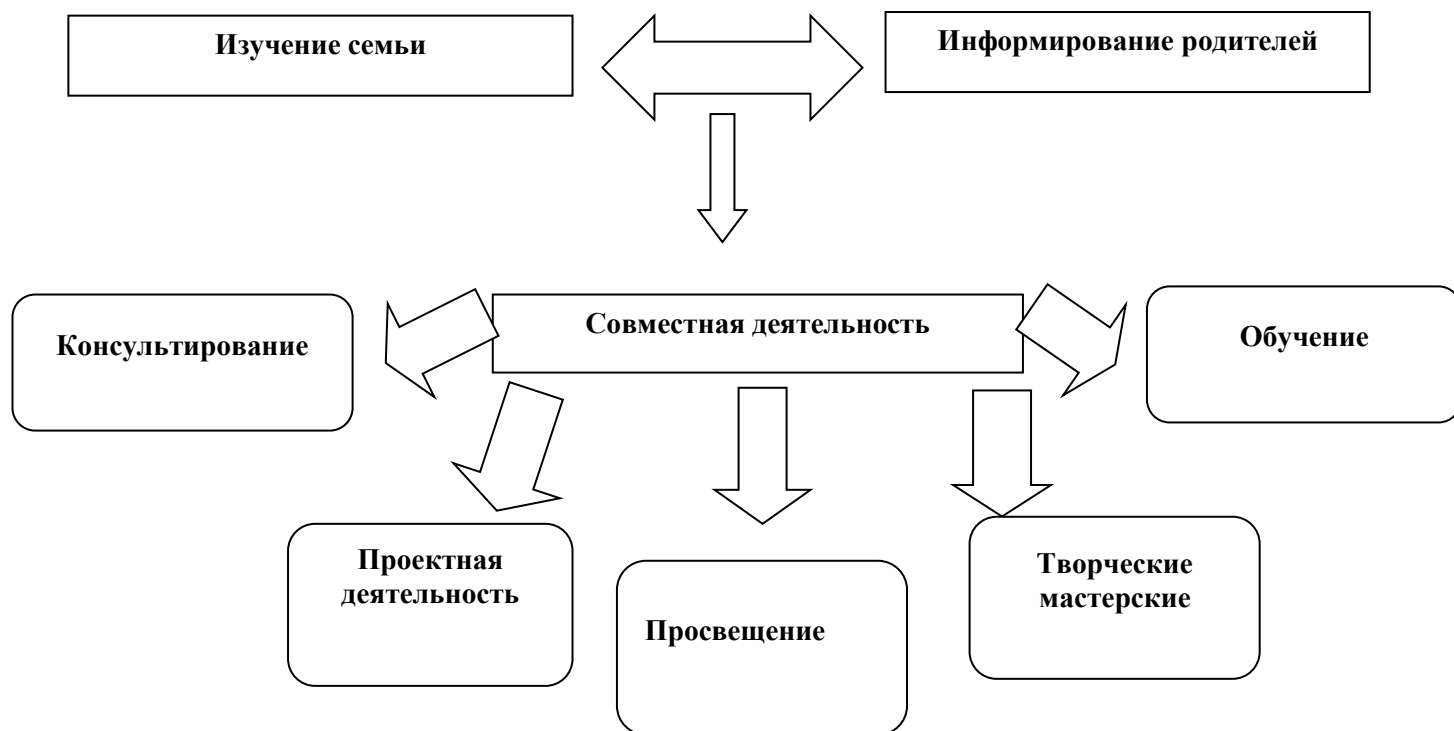 Изучение семьи
Информирование родителей
Совместная деятельность
Консультирование
Обучение
Проектная
деятельность
Просвещение
Творческие
мастерские